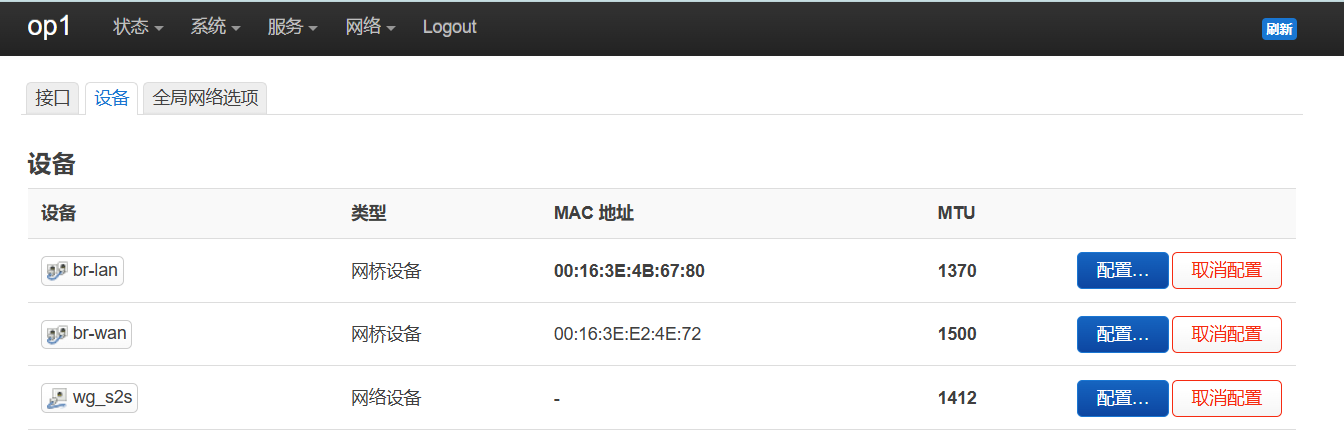 op1 状态 系统 服务 网络 Logout 刷新
接口 设备 全局网络选项
设备
设备 类型 MAC 地址 MTU
br-lan 网桥设备 00:16:3E:4B:67:80 1370 配置... 取消配置
br-wan 网桥设备 00:16:3E:E2:4E:72 1500 配置... 取消配置
wg_s2s 网络设备 - 1412 配置... 取消配置